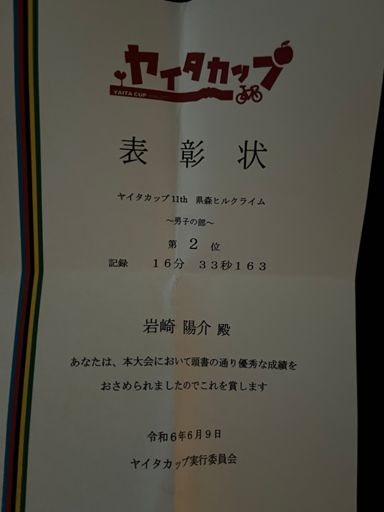 ヤイタカップ
YAITA CUP
表彰状
ヤイタカップ11th 県森ヒルクライム
~男子の部~
第 2 位
記録 16分 33秒163
岩崎 陽介 殿
あなたは、本大会において頭書の通り優秀な成績を
おさめられましたのでこれを賞します
令和6年6月9日
ヤイタカップ実行委員会